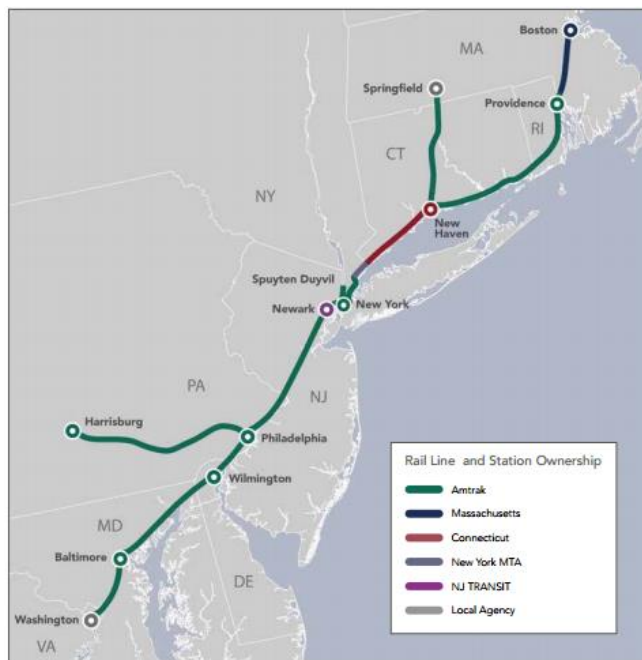 Boston
MA
Springfield
Providence
RI
CT
NY
New
Haven
Spuyten Duyvil
Newark
New York
PA
NJ
Harrisburg
Philadelphia
Wilmington
MD
Baltimore
DE
Washington
VA
Rail Line and Station Ownership
Amtrak
Massachusetts
Connecticut
New York MTA
NJ TRANSIT
Local Agency